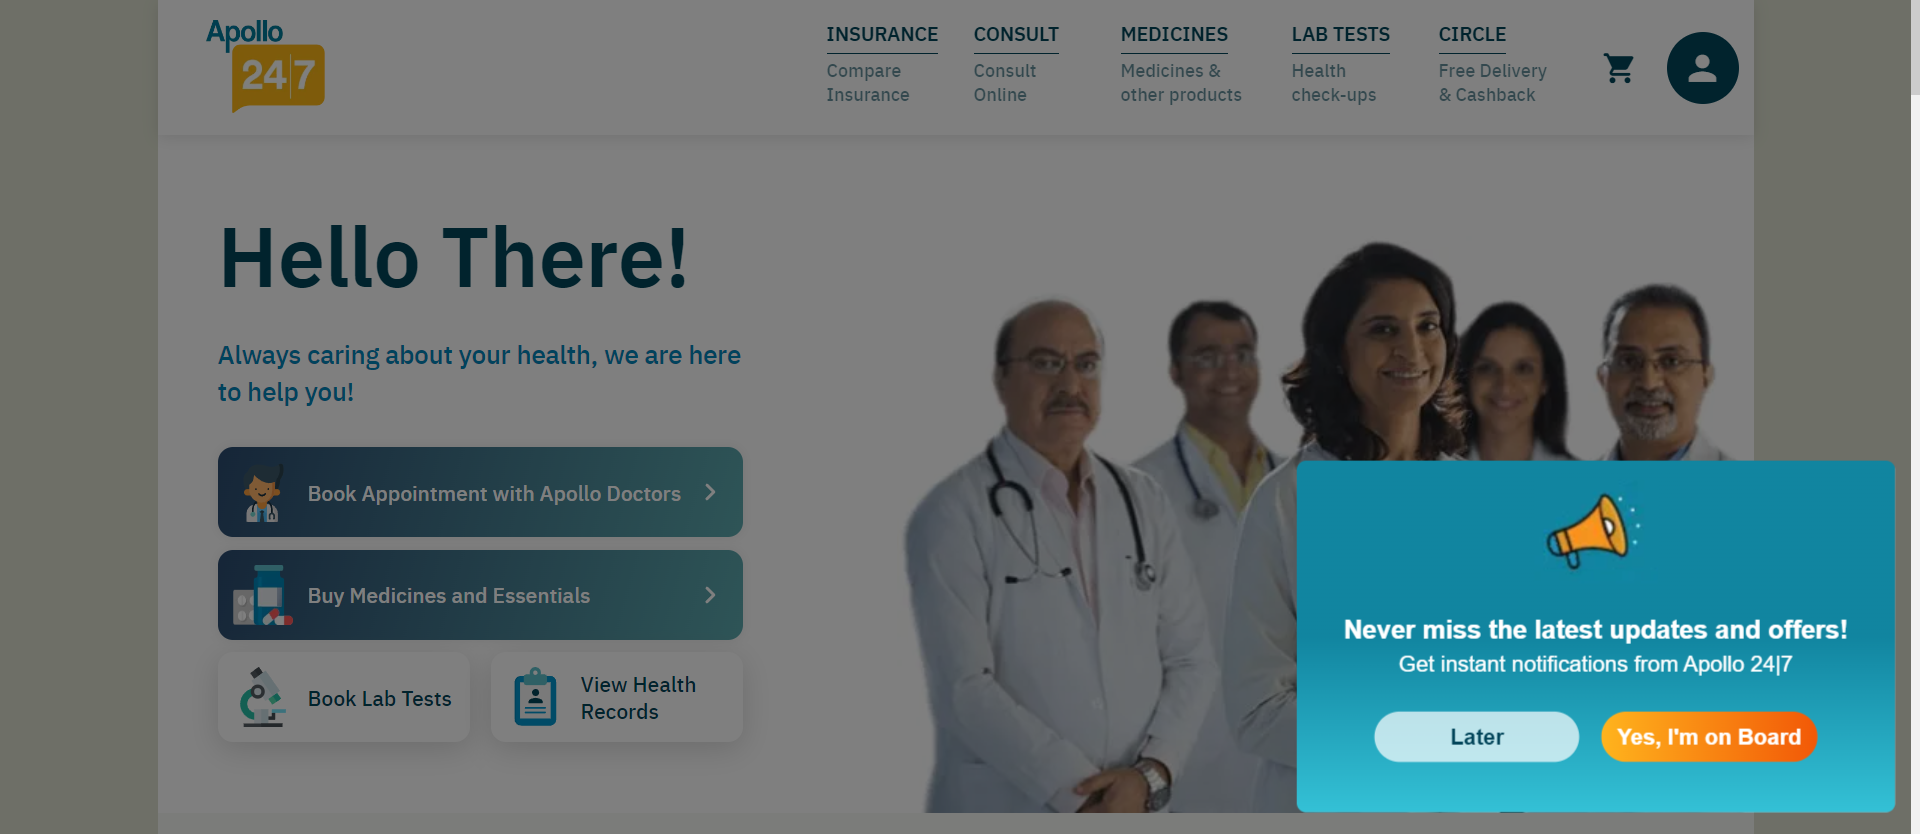 Apollo
24|7
INSURANCE
Compare
Insurance
CONSULT
Consult
Online
MEDICINES
Medicines &
other products
LAB TESTS
Health
check-ups
CIRCLE
Free Delivery
& Cashback
Hello There!
Always caring about your health, we are here
to help you!
Book Appointment with Apollo Doctors
Buy Medicines and Essentials
Book Lab Tests
View Health
Records
Never miss the latest updates and offers!
Get instant notifications from Apollo 24|7
Later
Yes, I'm on Board